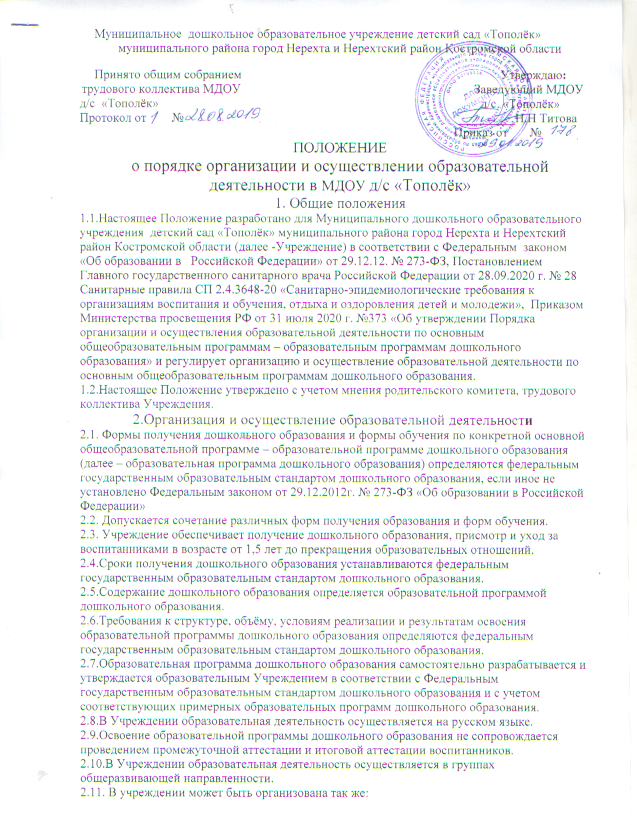 Муниципальное дошкольное образовательное учреждение детский сад «Тополёк»
муниципального района город Нерехта и Нерехтский район Костромской области
Принято общим собранием Утверждаю:
трудового коллектива МДОУ Заведующий МДОУ
д/с «Тополёк» д/с «Тополёк»
Протокол от 1 № 28.08.2019 Н.Н Титова
Приказ от № 178
09.01.2019
ПОЛОЖЕНИЕ
о порядке организации и осуществлении образовательной
деятельности в МДОУ д/с «Тополёк»
1. Общие положения
1.1.Настоящее Положение разработано для Муниципального дошкольного образовательного
учреждения детский сад «Тополёк» муниципального района город Нерехта и Нерехтский
район Костромской области (далее -Учреждение) в соответствии с Федеральным законом
«Об образовании в Российской Федерации» от 29.12.12. № 273-ФЗ, Постановлением
Главного государственного санитарного врача Российской Федерации от 28.09.2020 г. № 28
Санитарные правила СП 2.4.3648-20 «Санитарно-эпидемиологические требования к
организациям воспитания и обучения, отдыха и оздоровления детей и молодежи», Приказом
Министерства просвещения РФ от 31 июля 2020 г. №373 «Об утверждении Порядка
организации и осуществления образовательной деятельности по основным
общеобразовательным программам – образовательным программам дошкольного
образования» и регулирует организацию и осуществление образовательной деятельности по
основным общеобразовательным программам дошкольного образования.
1.2.Настоящее Положение утверждено с учетом мнения родительского комитета, трудового
коллектива Учреждения.
2.Организация и осуществление образовательной деятельности
2.1. Формы получения дошкольного образования и формы обучения по конкретной основной
общеобразовательной программе – образовательной программе дошкольного образования
(далее – образовательная программа дошкольного образования) определяются федеральным
государственным образовательным стандартом дошкольного образования, если иное не
установлено Федеральным законом от 29.12.2012г. № 273-ФЗ «Об образовании в Российской
Федерации»
2.2. Допускается сочетание различных форм получения образования и форм обучения.
2.3. Учреждение обеспечивает получение дошкольного образования, присмотр и уход за
воспитанниками в возрасте от 1,5 лет до прекращения образовательных отношений.
2.4.Сроки получения дошкольного образования устанавливаются федеральным
государственным образовательным стандартом дошкольного образования.
2.5.Содержание дошкольного образования определяется образовательной программой
дошкольного образования.
2.6.Требования к структуре, объёму, условиям реализации и результатам освоения
образовательной программы дошкольного образования определяются федеральным
государственным образовательным стандартом дошкольного образования.
2.7.Образовательная программа дошкольного образования самостоятельно разрабатывается и
утверждается образовательным Учреждением в соответствии с Федеральным
государственным образовательным стандартом дошкольного образования и с учетом
соответствующих примерных образовательных программ дошкольного образования.
2.8.В Учреждении образовательная деятельность осуществляется на русском языке.
2.9.Освоение образовательной программы дошкольного образования не сопровождается
проведением промежуточной аттестации и итоговой аттестации воспитанников.
2.10.В Учреждении образовательная деятельность осуществляется в группах
общеразвивающей направленности.
2.11. В учреждении может быть организована так же: